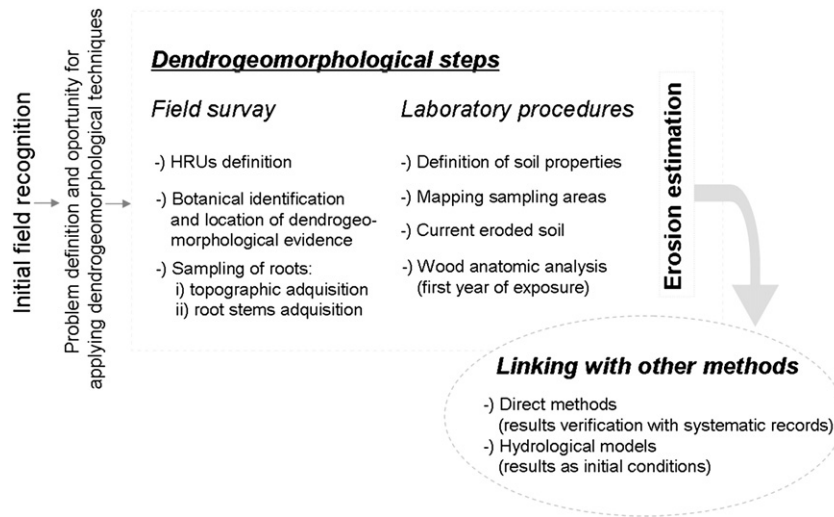 Initial field recognition
Problem definition and oportunity for
applying dendrogeomorphological techniques
Dendrogeomorphological steps
Field survay
-) HRUs definition
-) Botanical identification
and location of dendrogeo-
morphological evidence
-) Sampling of roots:
i) topographic adquisition
ii) root stems adquisition
Laboratory procedures
-) Definition of soil properties
-) Mapping sampling areas
-) Current eroded soil
-) Wood anatomic analysis
(first year of exposure)
Erosion estimation
Linking with other methods
-) Direct methods
(results verification with systematic records)
-) Hydrological models
(results as initial conditions)